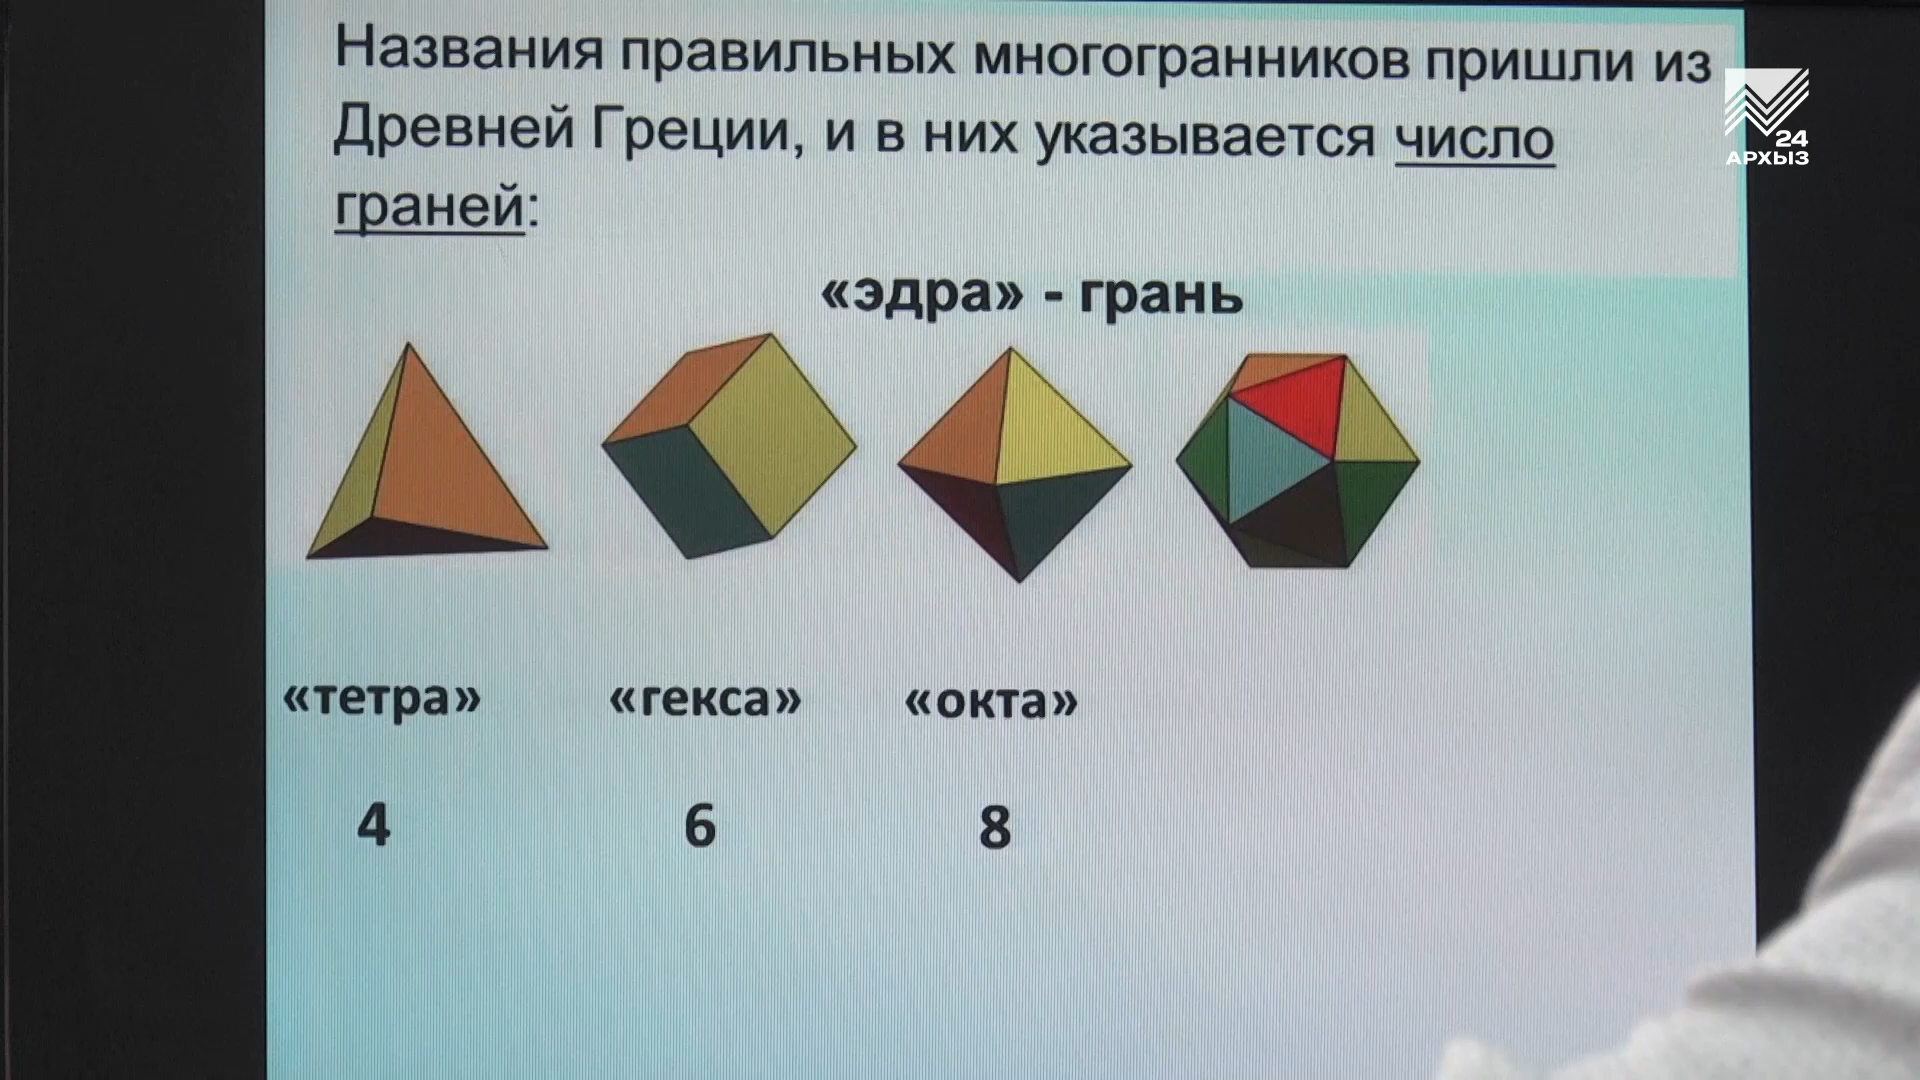 Названия правильных многогранников пришли из
Древней Греции, и в них указывается число
граней:
«эдра» - грань
«тетра» «гекса» «окта»
4 6 8
24
АРХЫЗ